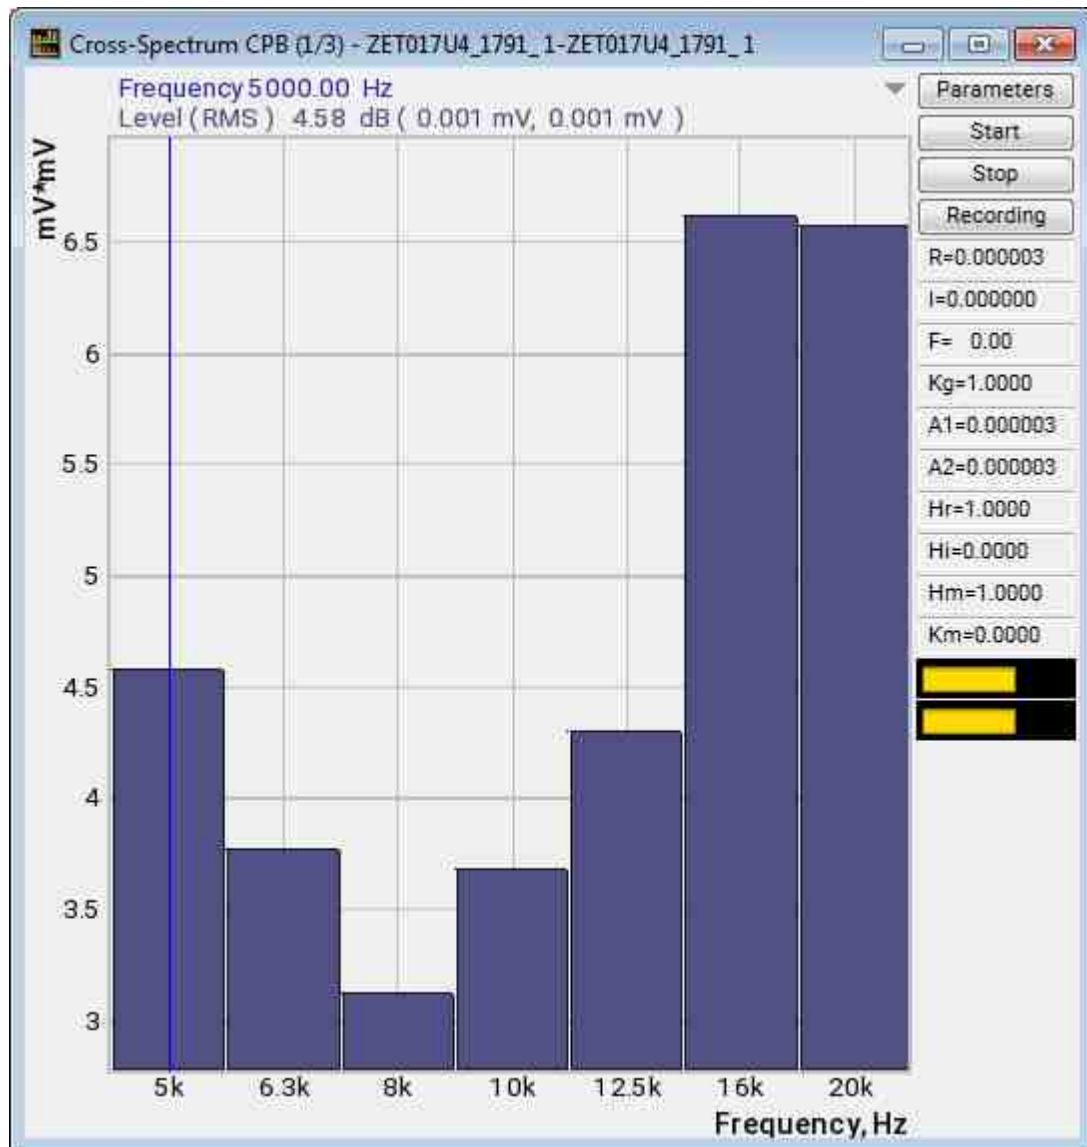 Cross-Spectrum CPB (1/3) - ZET017U4_1791_1-ZET017U4_1791_1
Frequency 5000.00 Hz
Level (RMS) 4.58 dB ( 0.001 mV, 0.001 mV )
mV*mV
6.5
6
5.5
5
4.5
4
3.5
3
5k 6.3k 8k 10k 12.5k 16k 20k
Frequency, Hz
Parameters
Start
Stop
Recording
R=0.000003
I=0.000000
F= 0.00
Kg=1.0000
A1=0.000003
A2=0.000003
Hr=1.0000
Hi=0.0000
Hm=1.0000
Km=0.0000